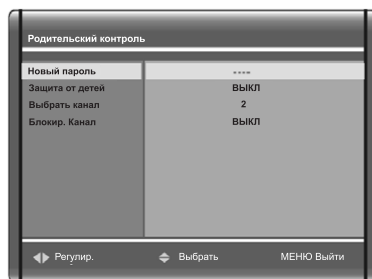 Родительский контроль
Новый пароль ----
Защита от детей ВЫКЛ
Выбрать канал 2
Блокир. Канал ВЫКЛ
Регулир. Выбрать МЕНЮ Выйти